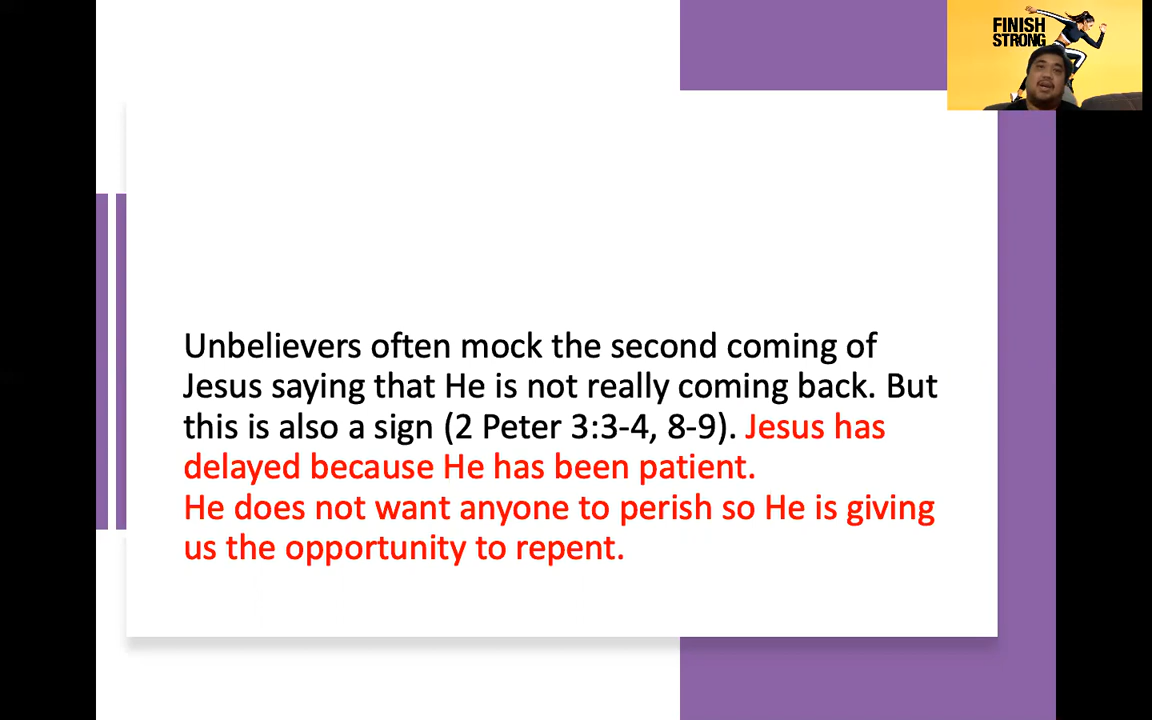 FINISH
STRONG
Unbelievers often mock the second coming of
Jesus saying that He is not really coming back. But
this is also a sign (2 Peter 3:3-4, 8-9). Jesus has
delayed because He has been patient.
He does not want anyone to perish so He is giving
us the opportunity to repent.